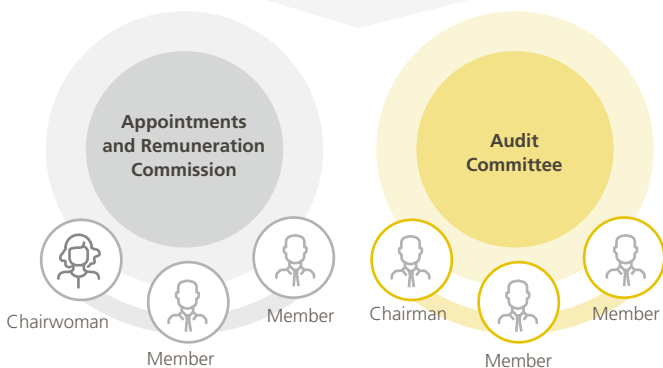 Appointments
and Remuneration
Commission
Chairwoman
Member
Member
Audit
Committee
Chairman
Member
Member